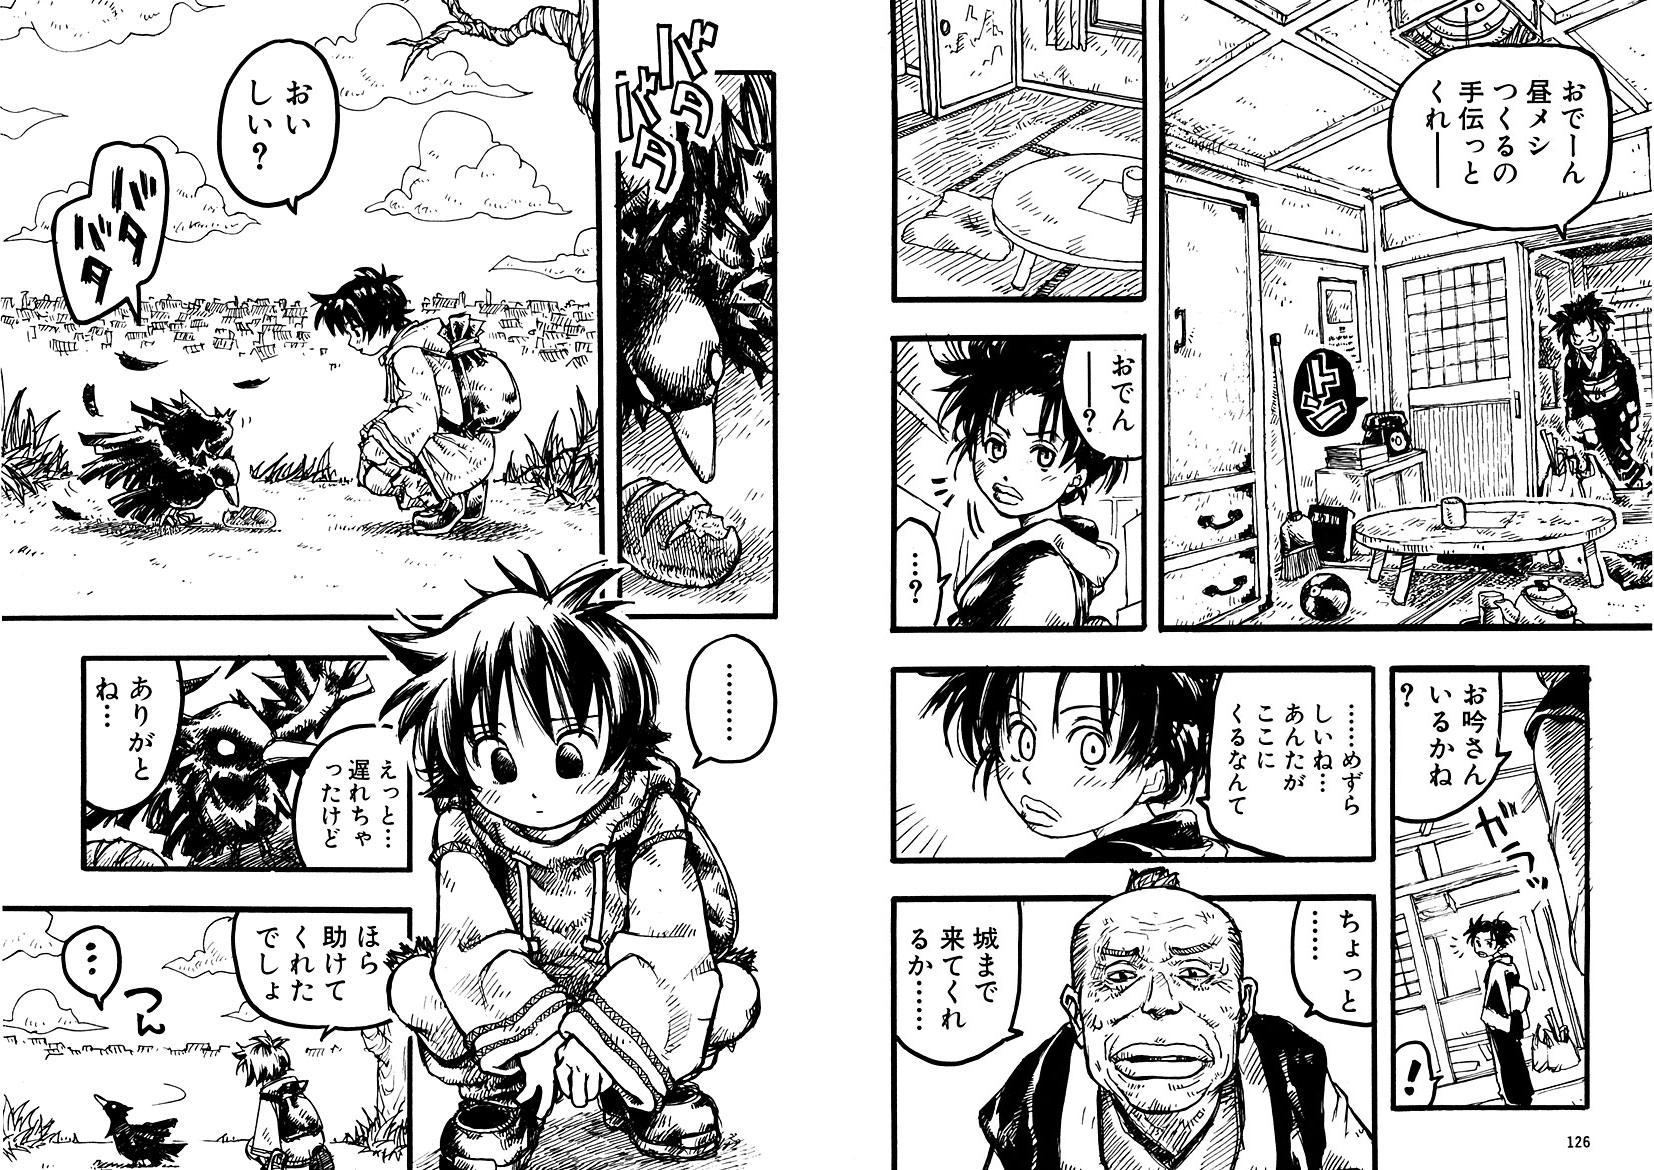 おでーん
昼メシ
つくるの
手伝っと
くれ――
トン
おでん
――?
…?
お吟さん
いるかね
?
ガラッ
!
……めずら
しいね…
あんたが
ここに
くるなんて
ちょっと
……
城まで
来てくれ
るか……
126
バタ
バタ
おい
しい?
バタ
バタ
………
えっと…
遅れちゃ
ったけど
ありがと
ね…
ほら
助けて
くれた
でしょ
つん
…